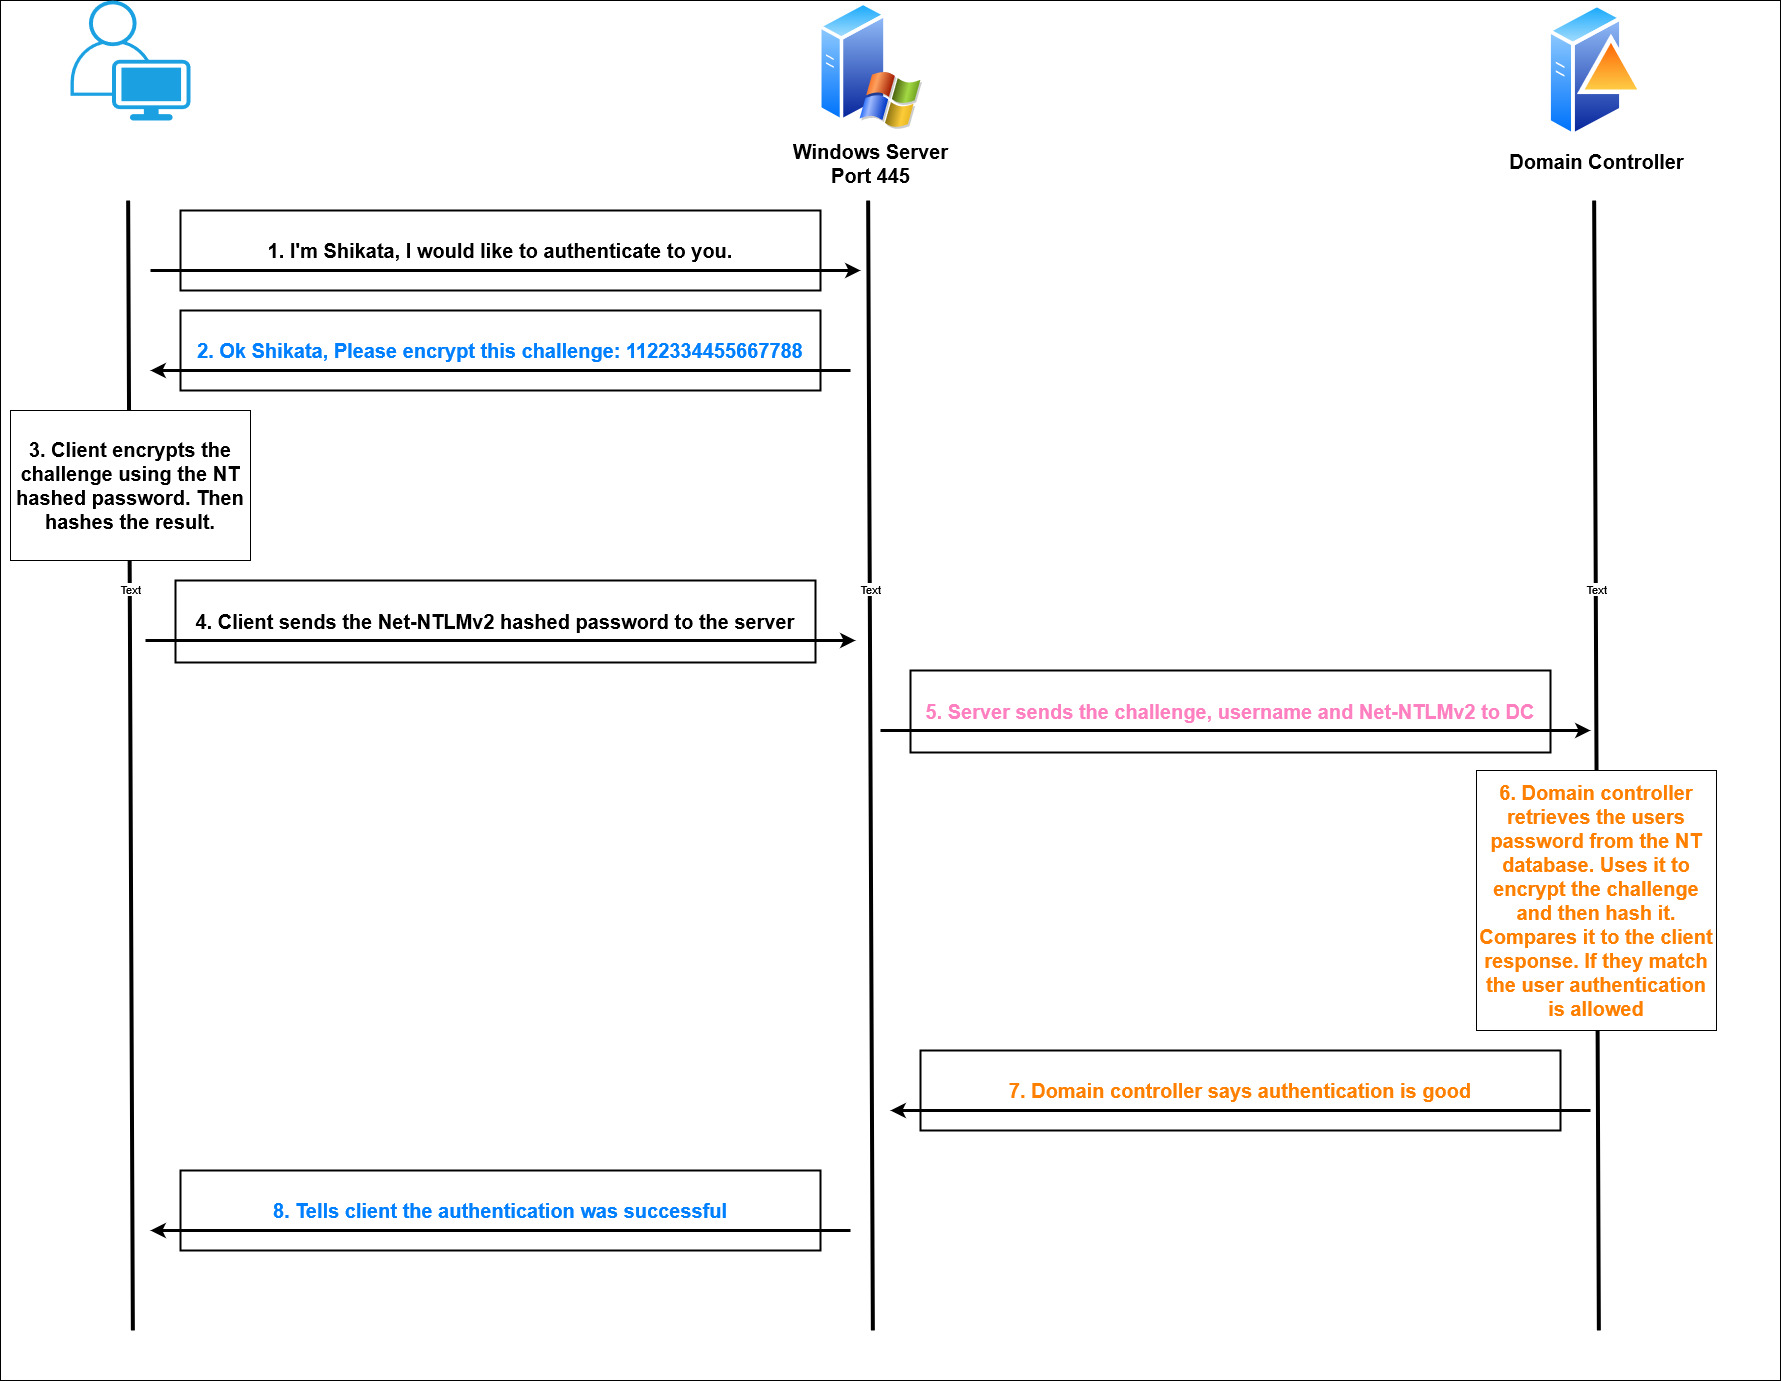 Windows Server
Port 445
Domain Controller
1. I'm Shikata, I would like to authenticate to you.
2. Ok Shikata, Please encrypt this challenge: 1122334455667788
3. Client encrypts the
challenge using the NT
hashed password. Then
hashes the result.
Text
Text
Text
4. Client sends the Net-NTLMv2 hashed password to the server
5. Server sends the challenge, username and Net-NTLMv2 to DC
6. Domain controller
retrieves the users
password from the NT
database. Uses it to
encrypt the challenge
and then hash it.
Compares it to the client
response. If they match
the user authentication
is allowed
7. Domain controller says authentication is good
8. Tells client the authentication was successful